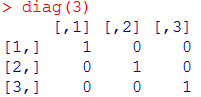 > diag(3)
     [,1] [,2] [,3]
[1,]    1    0    0
[2,]    0    1    0
[3,]    0    0    1